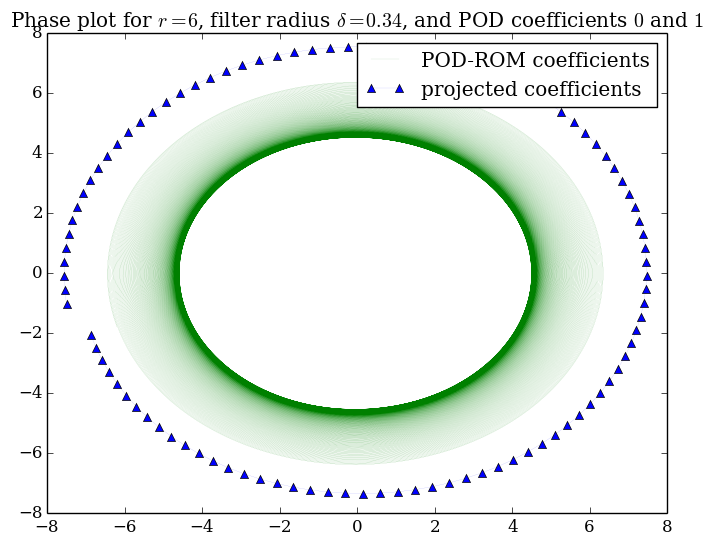 Phase plot for r = 6, filter radius δ = 0.34, and POD coefficients 0 and 1
POD-ROM coefficients
projected coefficients
8
6
4
2
0
−2
−4
−6
−8
−8 −6 −4 −2 0 2 4 6 8